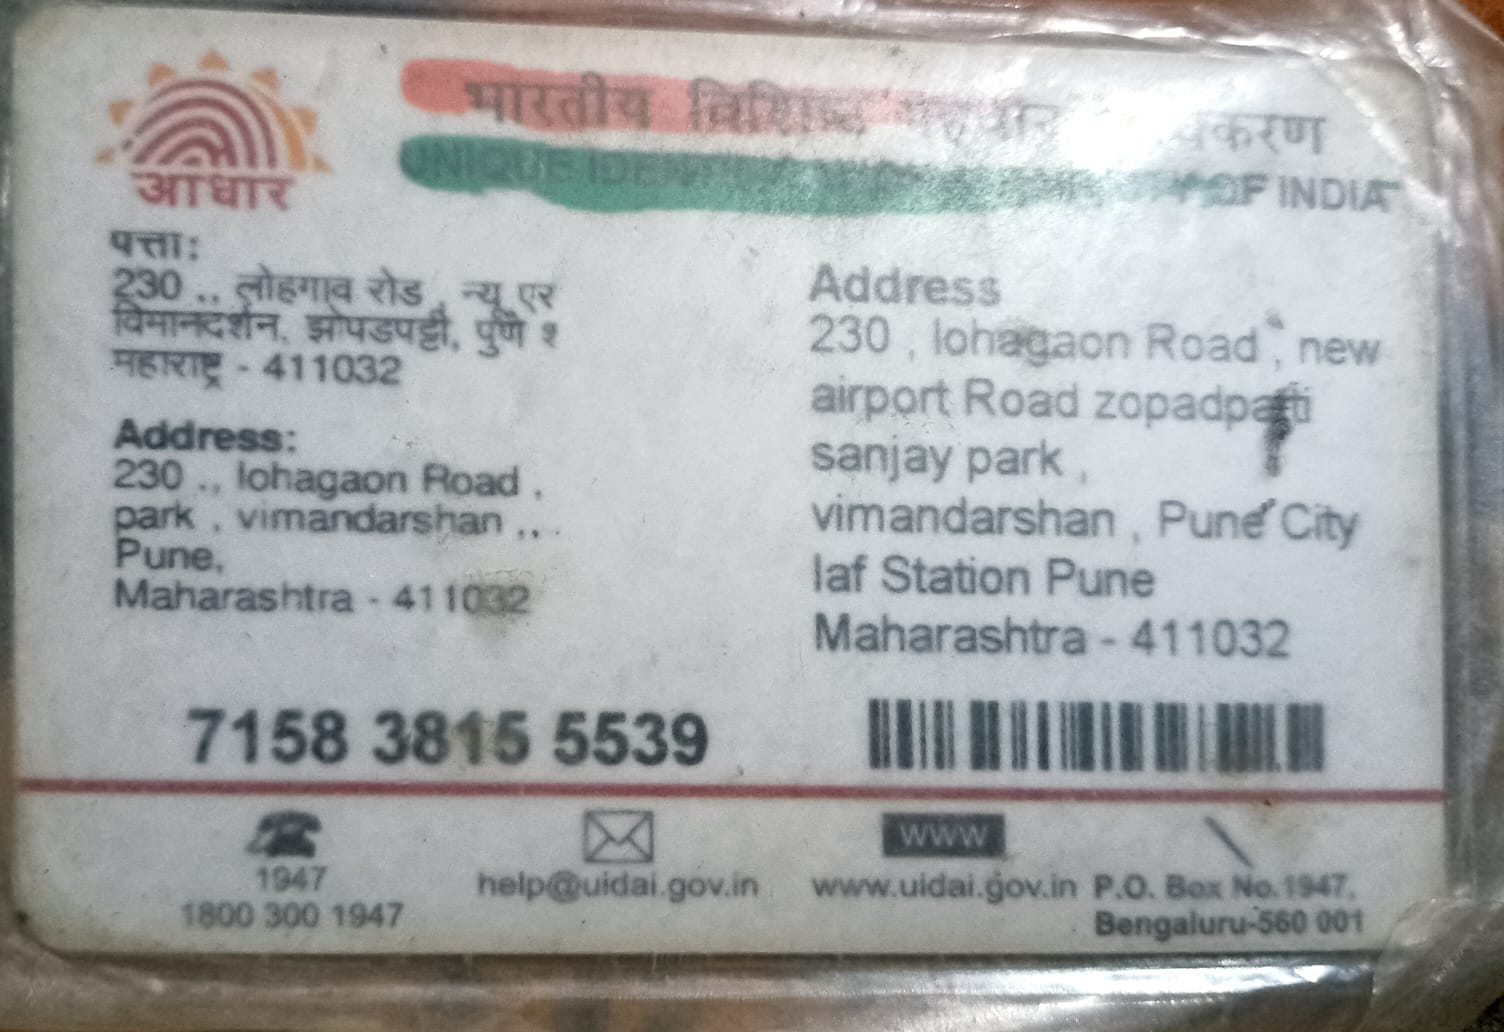 आधार
भारतीय विशिष्ट
UNIQUE OF INDIA
पत्ता:
230 ., लोहगाव रोड , न्यू एर
विमानदर्शन, झोपडपट्टी, पुणे १
महाराष्ट्र - 411032
Address:
230 ., lohagaon Road ,
park , vimandarshan ,, .
Pune,
Maharashtra - 411032
Address
230 , lohagaon Road , new
airport Road zopadpatti
sanjay park ,
vimandarshan , Pune City
Iaf Station Pune
Maharashtra - 411032
7158 3815 5539
1947
1800 300 1947
help@uidai.gov.in
WWW
www.uidai.gov.in
P.O. Box No.1947,
Bengaluru-560 001